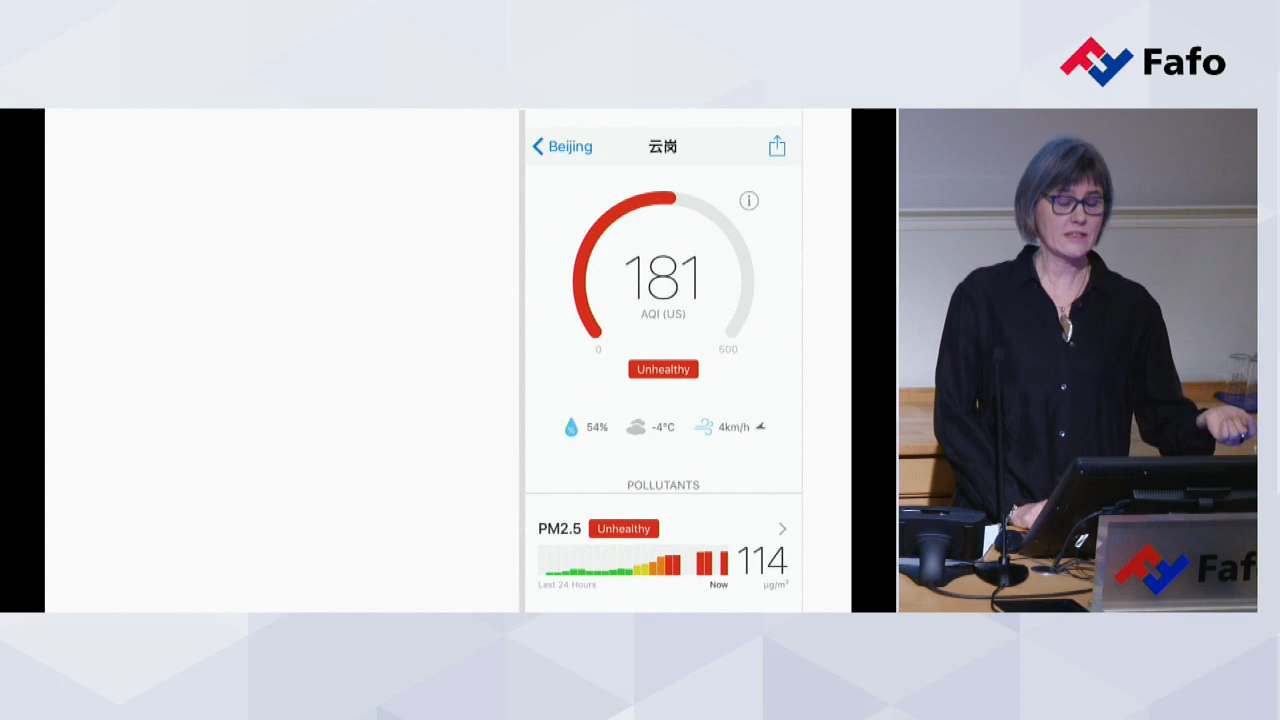 Fafo
Beijing
云岗
181
AQI (US)
0
500
Unhealthy
54%
-4°C
4km/h
POLLUTANTS
PM2.5
Unhealthy
114
Last 24 Hours
Now
µg/m³
Faf